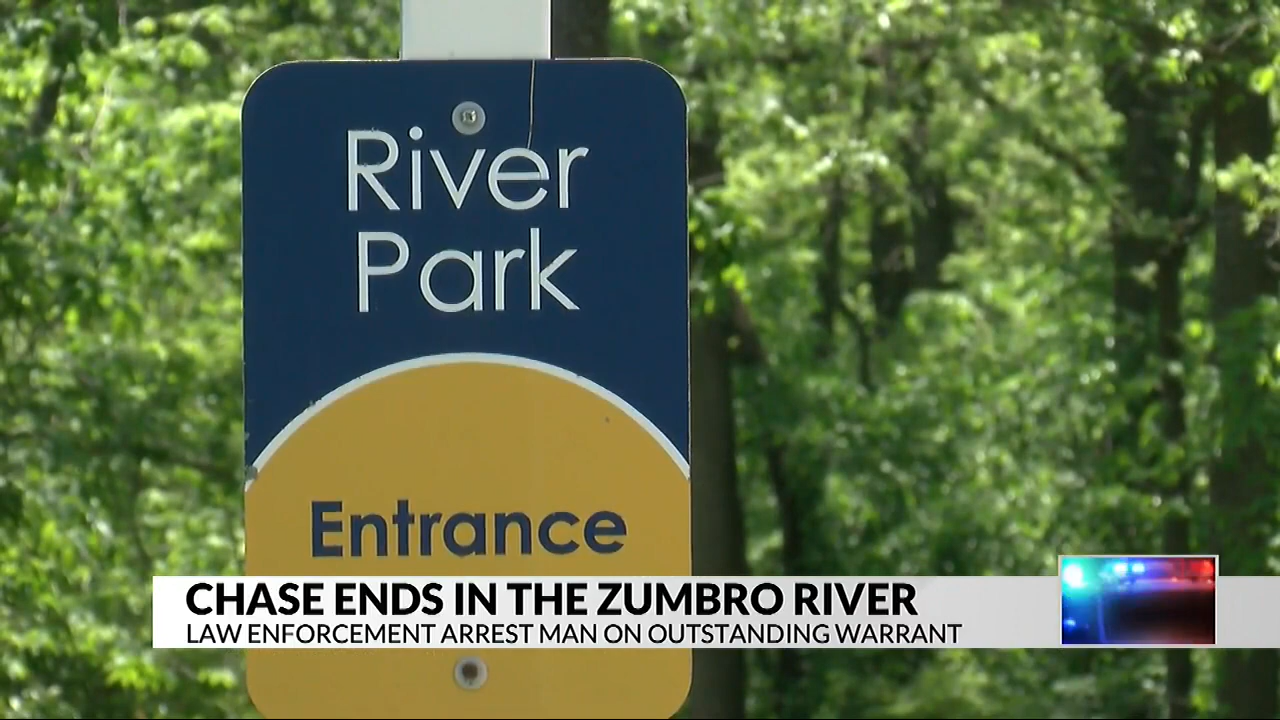 River
Park
Entrance
CHASE ENDS IN THE ZUMBRO RIVER
LAW ENFORCEMENT ARREST MAN ON OUTSTANDING WARRANT